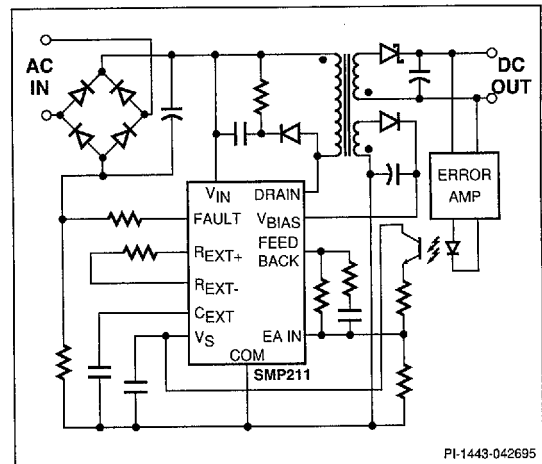 AC
IN
DC
OUT
VIN
DRAIN
FAULT
VBIAS
ERROR
AMP
FEED
BACK
REXT+
REXT-
CEXT
VS
EA IN
COM
SMP211
PI-1443-042695